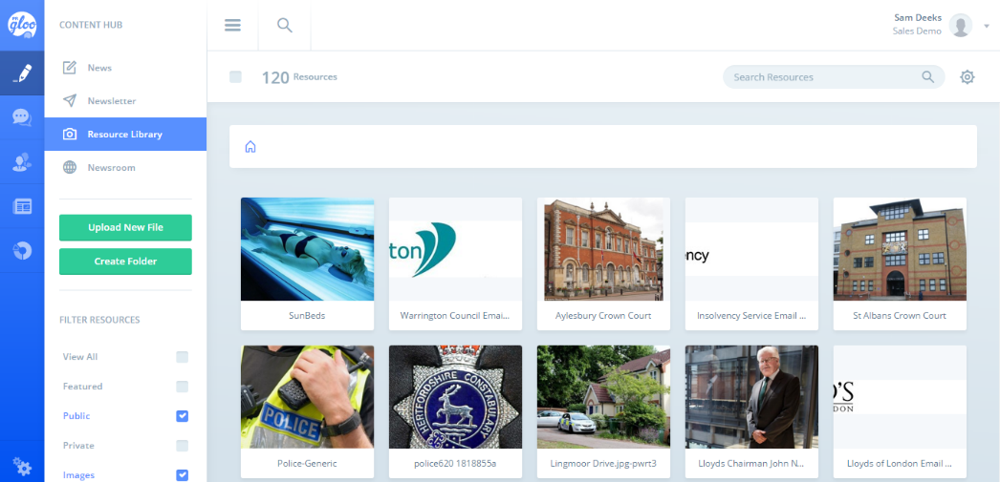 PR
gloo
CONTENT HUB
Sam Deeks
Sales Demo
News
Newsletter
Resource Library
Newsroom
120 Resources
Search Resources
Upload New File
Create Folder
FILTER RESOURCES
View All
Featured
Public
Private
Images
ton
ncy
SunBeds
Warrington Council Emai...
Aylesbury Crown Court
Insolvency Service Email ...
St Albans Crown Court
POLICE
HERTFORDSHIRE CONSTABULARY
D'S
NDON
Police-Generic
police620 1818855a
Lingmoor Drive.jpg-pwrt3
Lloyds Chairman John N...
Lloyds of London Email ...